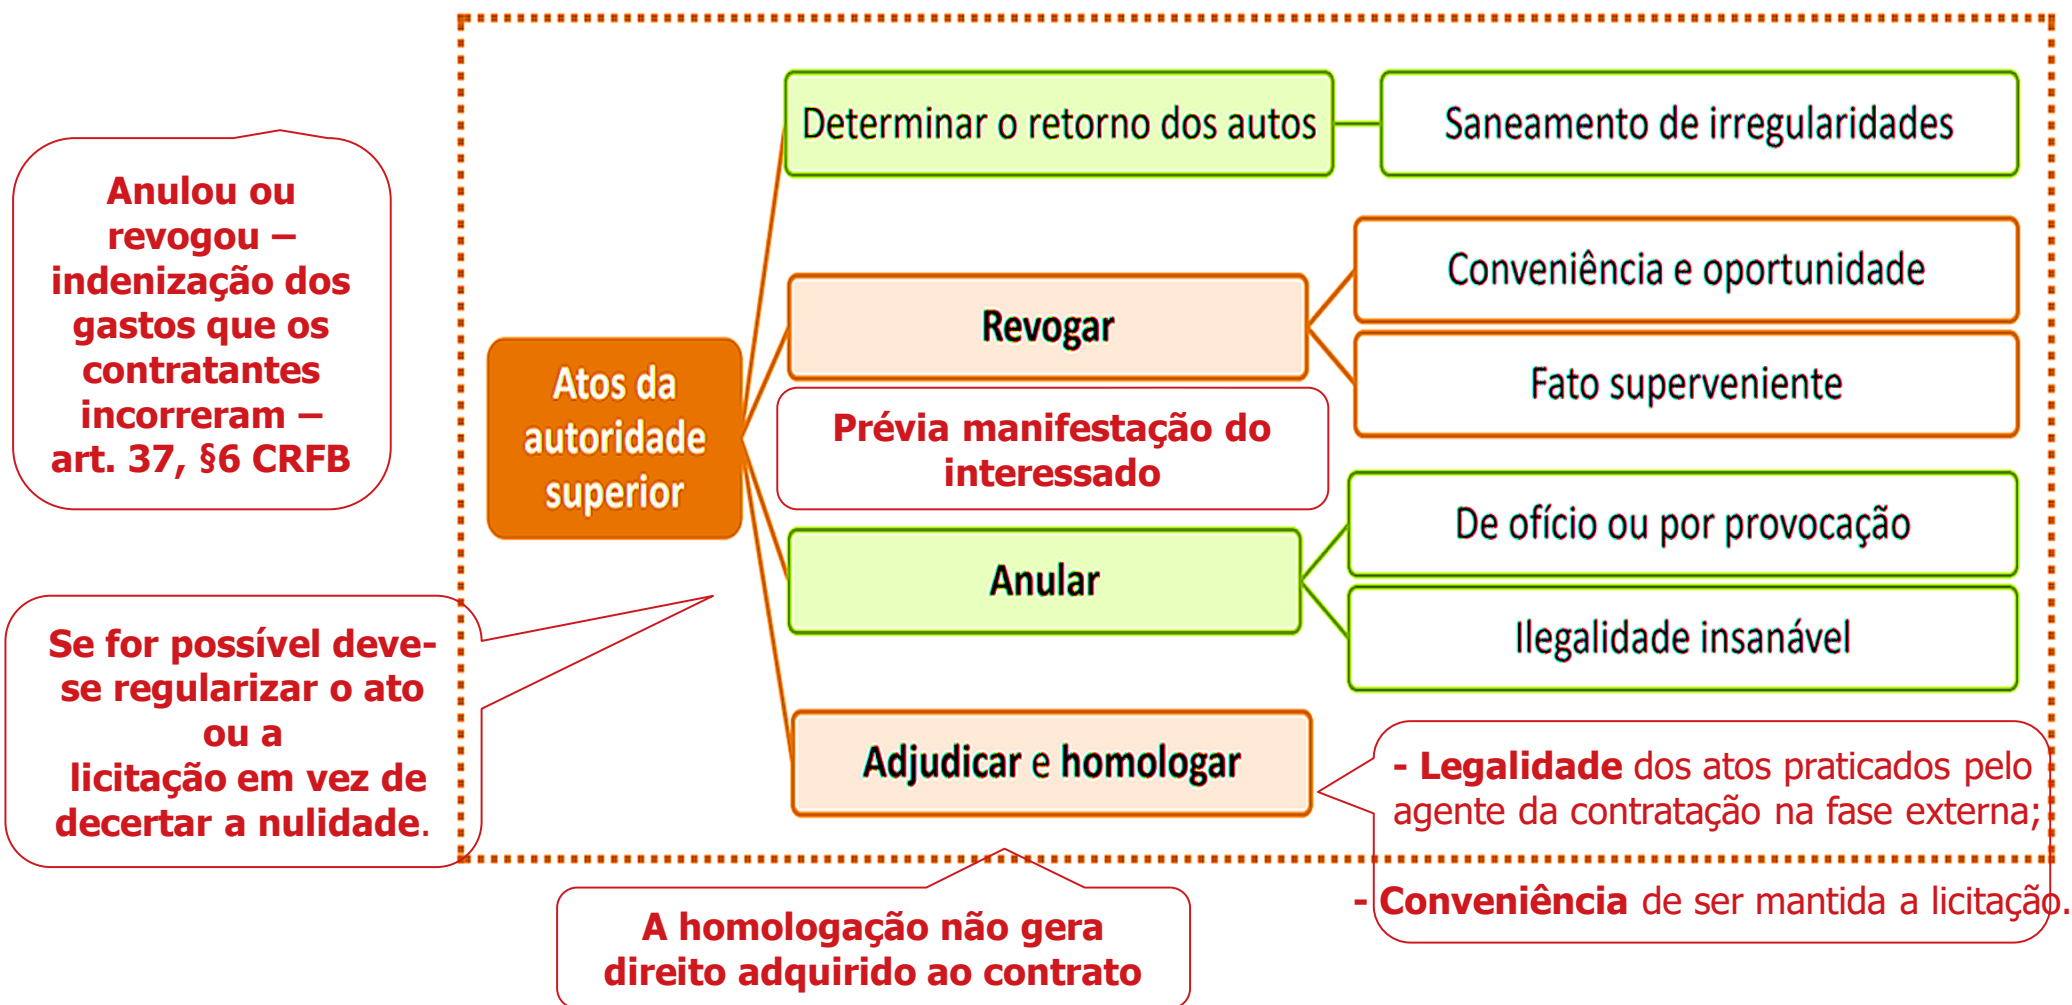 Anulou ou
revogou –
indenização dos
gastos que os
contratantes
incorreram –
art. 37, §6 CRFB
Se for possível deve-
se regularizar o ato
ou a
licitação em vez de
decertar a nulidade.
Atos da
autoridade
superior
Determinar o retorno dos autos
Saneamento de irregularidades
Revogar
Conveniência e oportunidade
Fato superveniente
Prévia manifestação do
interessado
Anular
De ofício ou por provocação
Ilegalidade insanável
Adjudicar e homologar
- Legalidade dos atos praticados pelo
agente da contratação na fase externa;
- Conveniência de ser mantida a licitação.
A homologação não gera
direito adquirido ao contrato